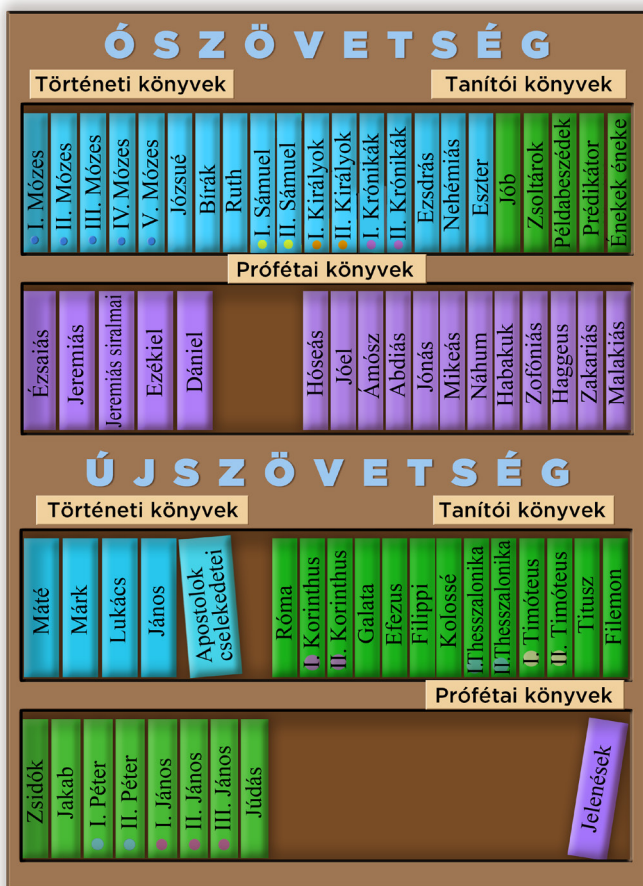 ÓSZÖVETSÉG
Történeti könyvek
Tanítói könyvek
I. Mózes
II. Mózes
III. Mózes
IV. Mózes
V. Mózes
Józsué
Bírák
Ruth
I. Sámuel
II. Sámuel
I. Királyok
II. Királyok
I. Krónikák
II. Krónikák
Ezsdrás
Nehémiás
Eszter
Jób
Zsoltárok
Példabeszédek
Prédikátor
Énekek éneke
Prófétai könyvek
Ézsaiás
Jeremiás
Jeremiás siralmai
Ezékiel
Dániel
Hóseás
Jóel
Ámósz
Abdiás
Jónás
Mikeás
Náhum
Habakuk
Zofóniás
Haggeus
Zakariás
Malakiás
ÚJSZÖVETSÉG
Történeti könyvek
Tanítói könyvek
Máté
Márk
Lukács
János
Apostolok
cselekedetei
Róma
I. Korinthus
II. Korinthus
Galata
Efezus
Filippi
Kolossé
I Thesszalonika
II Thesszalonika
I. Timóteus
II. Timóteus
Titusz
Filemon
Prófétai könyvek
Zsidók
Jakab
I. Péter
II. Péter
I. János
II. János
III. János
Júdás
Jelenések